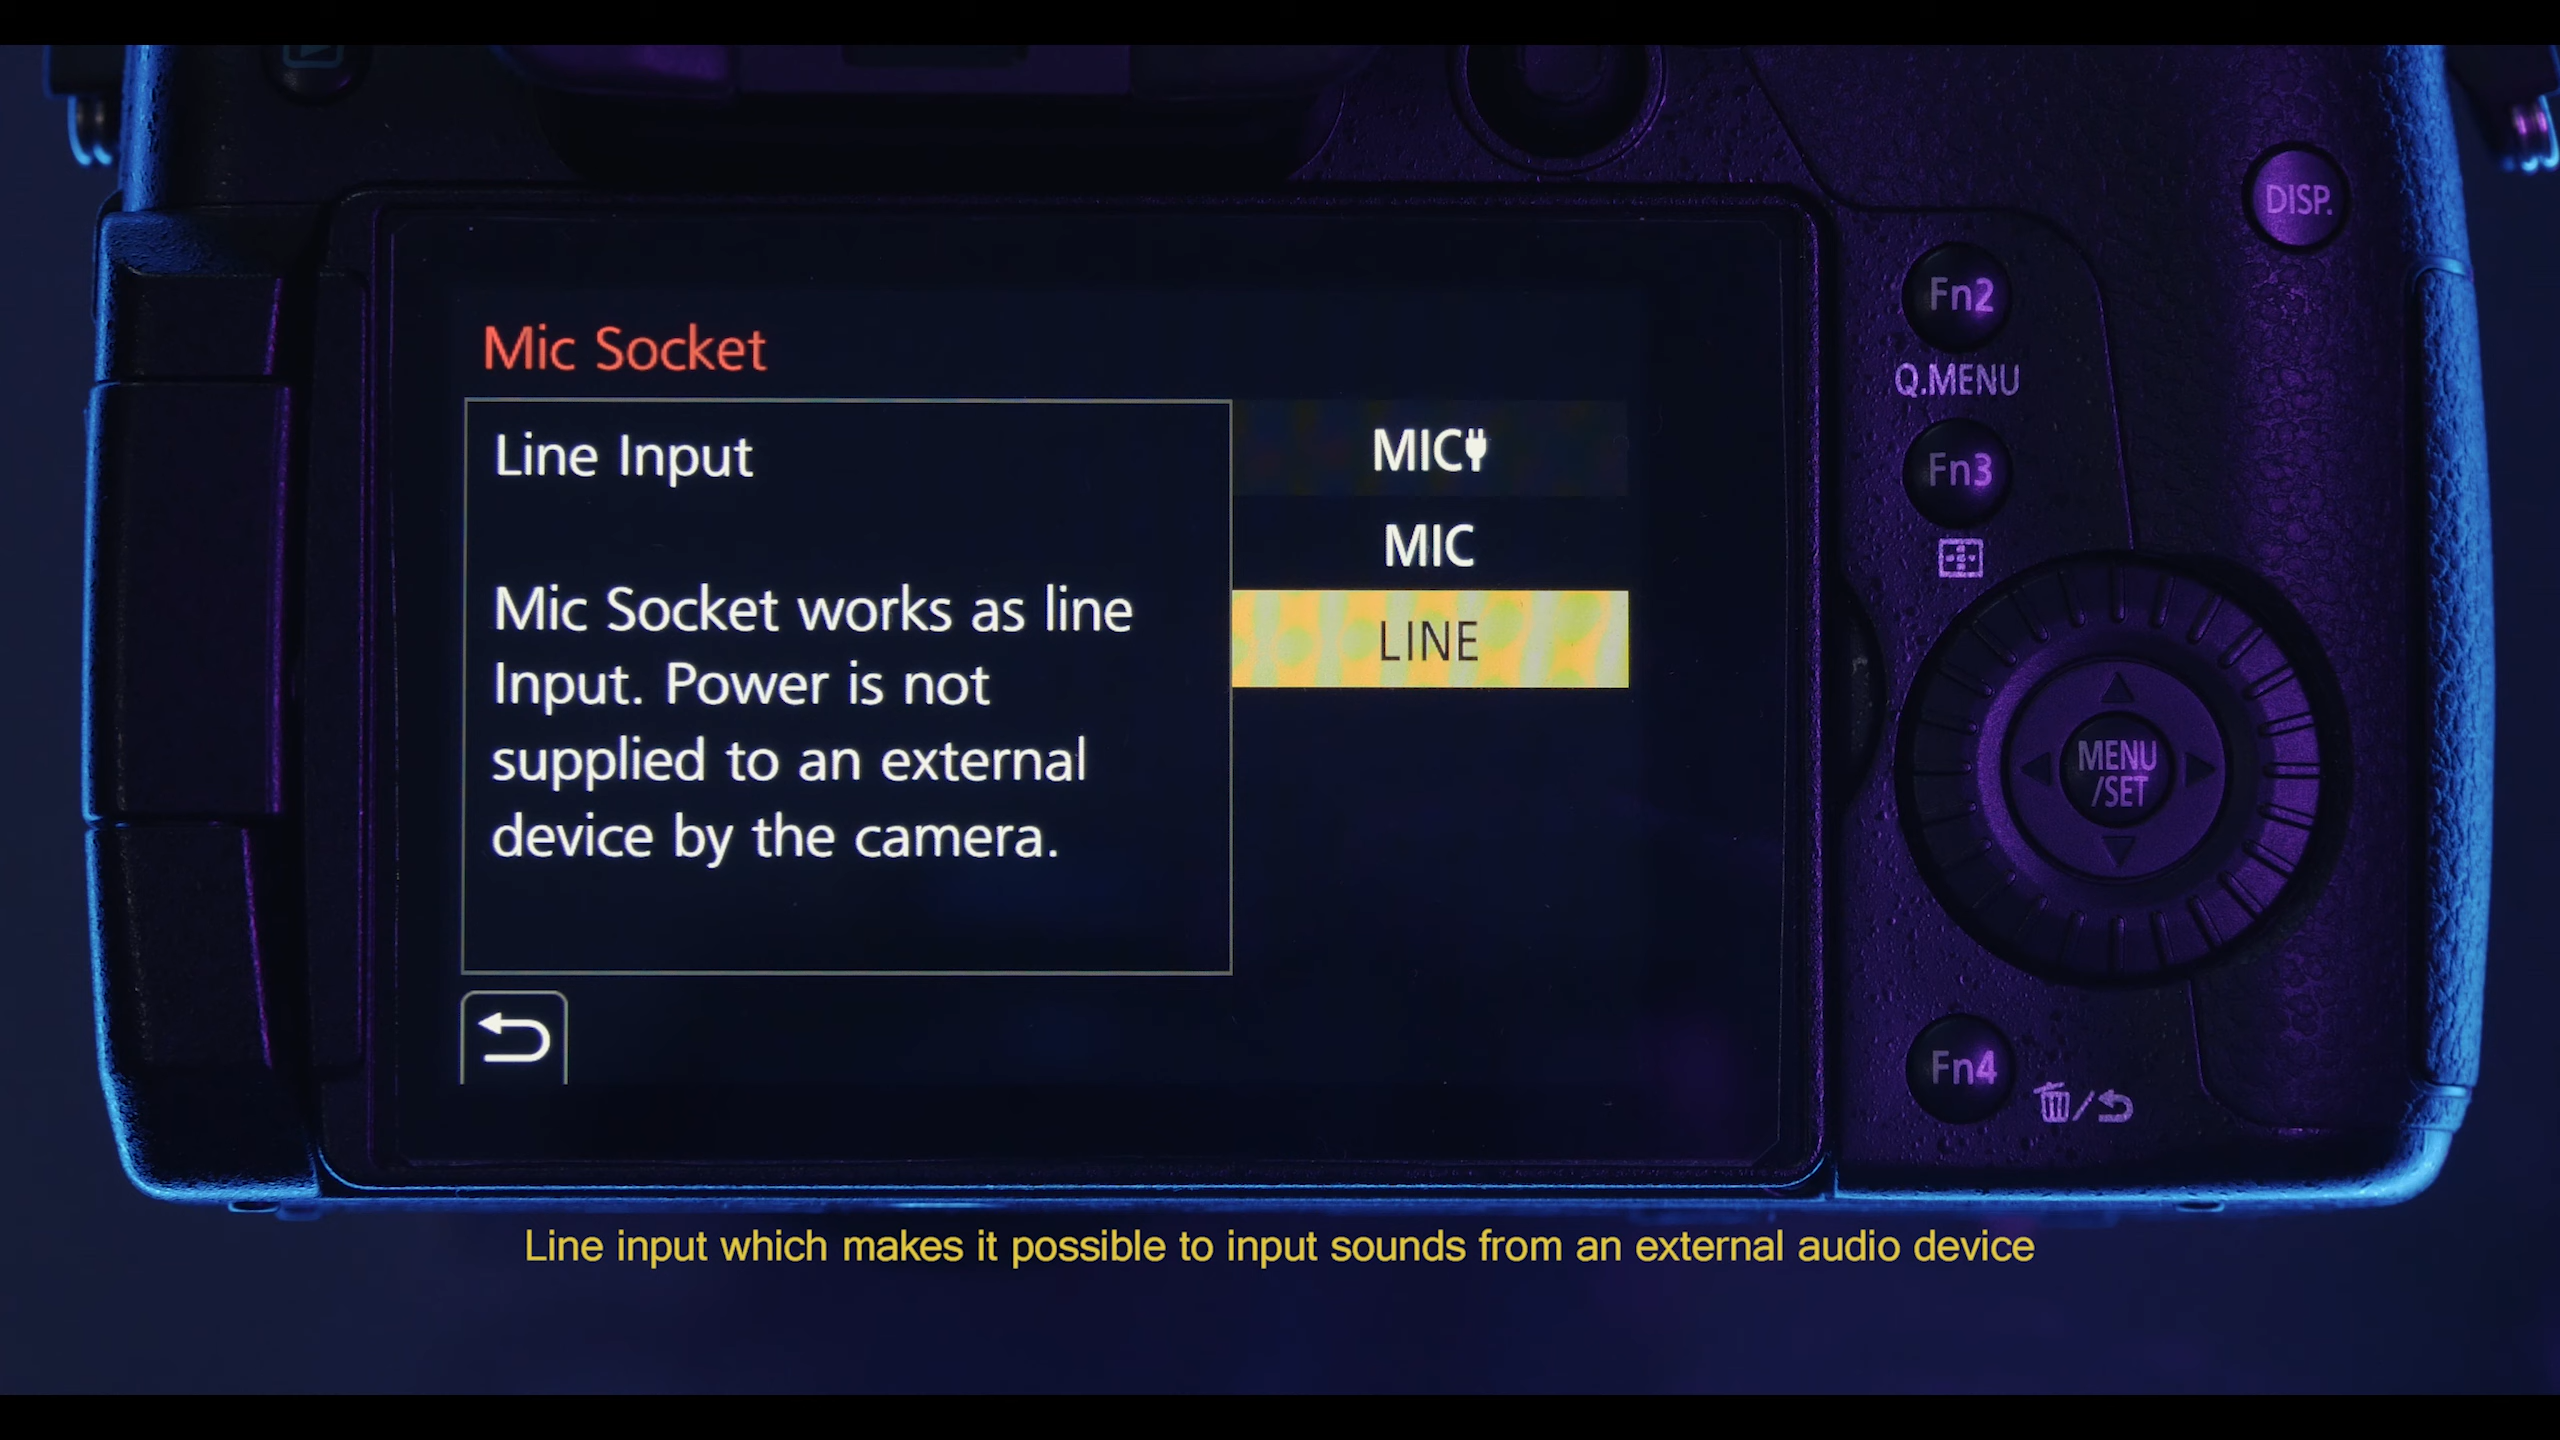 DISP.
Fn2
Q.MENU
Fn3
Mic Socket
Line Input
Mic Socket works as line
Input. Power is not
supplied to an external
device by the camera.
MIC
MIC
LINE
MENU
/SET
Fn4
Line input which makes it possible to input sounds from an external audio device